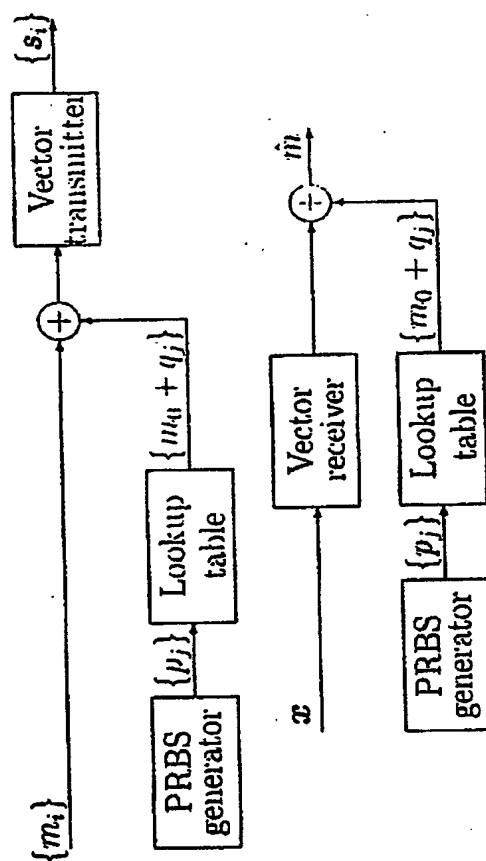 {m_i}
{s_i}
Vector
transmitter
+
{m_0 + q_j}
Lookup
table
{p_j}
PRBS
generator
x
Vector
receiver
+
m̂
{m_0 + q_j}
Lookup
table
{p_j}
PRBS
generator